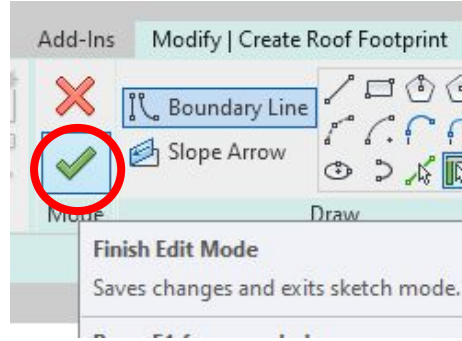 Add-Ins Modify | Create Roof Footprint
Boundary Line
Slope Arrow
Mode Draw
Finish Edit Mode
Saves changes and exits sketch mode.